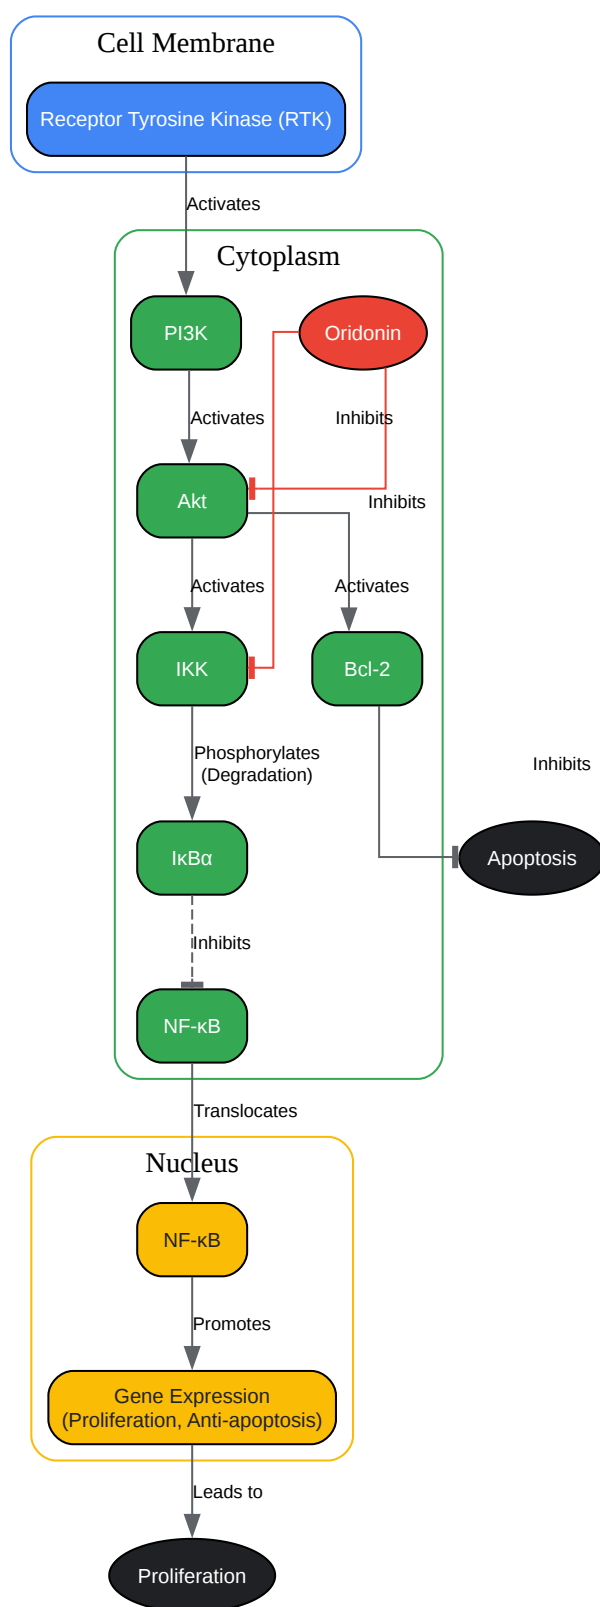 Cell Membrane
Receptor Tyrosine Kinase (RTK)
Activates
Cytoplasm
PI3K
Oridonin
Activates
Inhibits
Akt
Inhibits
Activates
Activates
IKK
Bcl-2
Phosphorylates
(Degradation)
Inhibits
IκBα
Apoptosis
Inhibits
NF-κB
Translocates
Nucleus
NF-κB
Promotes
Gene Expression
(Proliferation, Anti-apoptosis)
Leads to
Proliferation